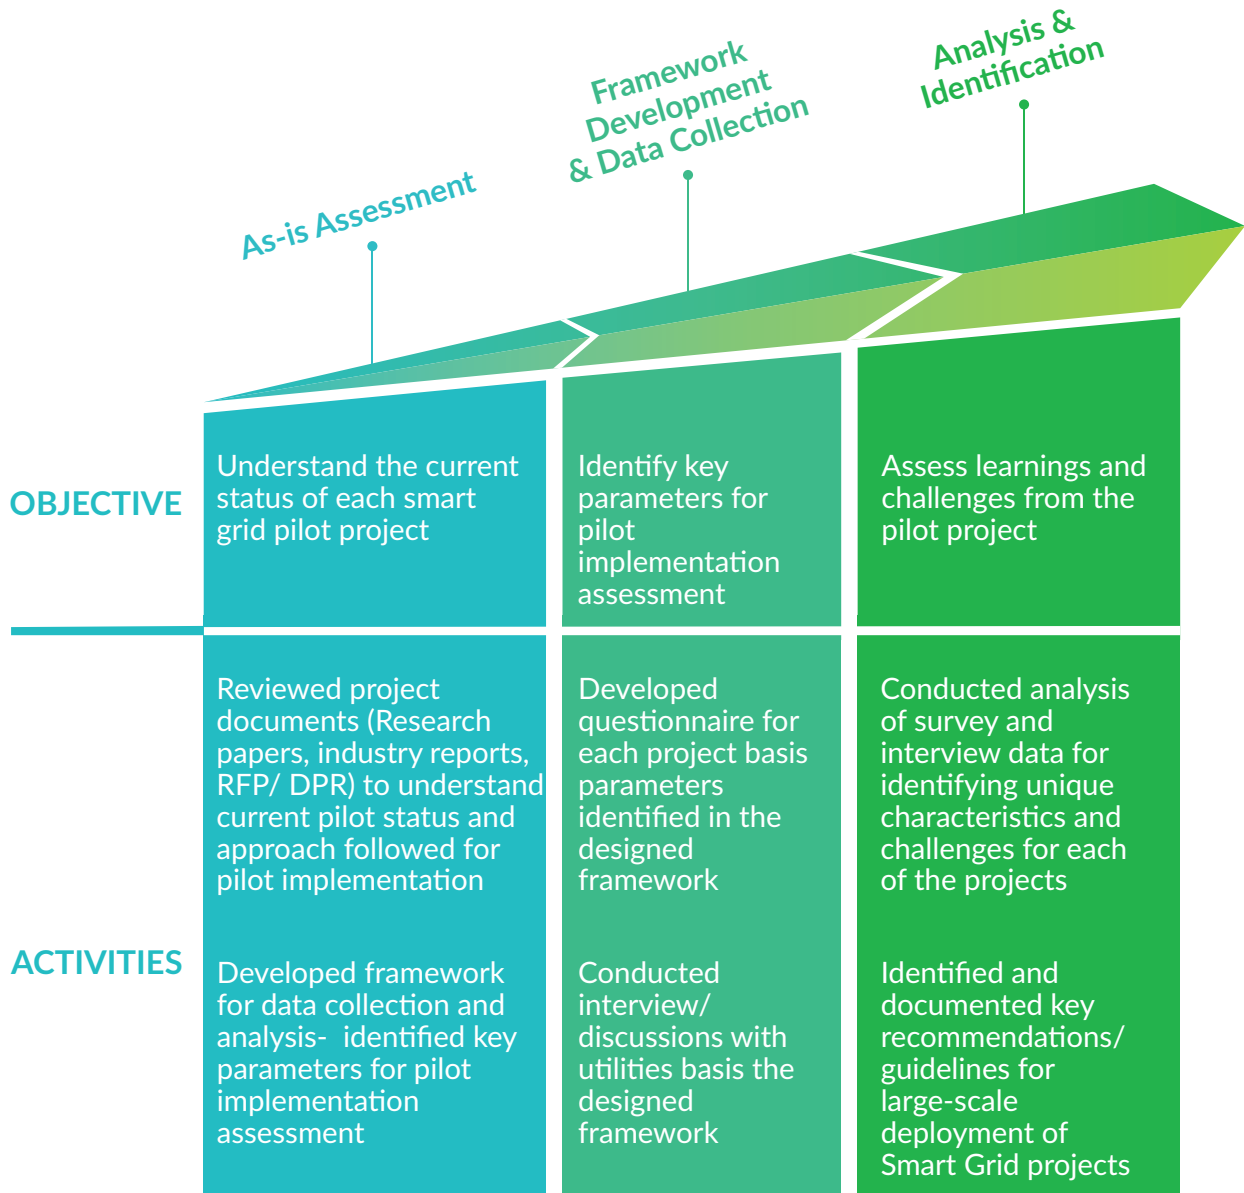 As-is Assessment
Framework
Development
& Data Collection
Analysis &
Identification
OBJECTIVE
Understand the current
status of each smart
grid pilot project
Identify key
parameters for
pilot
implementation
assessment
Assess learnings and
challenges from the
pilot project
ACTIVITIES
Reviewed project
documents (Research
papers, industry reports,
RFP/ DPR) to understand
current pilot status and
approach followed for
pilot implementation
Developed framework
for data collection and
analysis-  identified key
parameters for pilot
implementation
assessment
Developed
questionnaire for
each project basis
parameters
identified in the
designed
framework
Conducted
interview/
discussions with
utilities basis the
designed
framework
Conducted analysis
of survey and
interview data for
identifying unique
characteristics and
challenges for each
of the projects
Identified and
documented key
recommendations/
guidelines for
large-scale
deployment of
Smart Grid projects